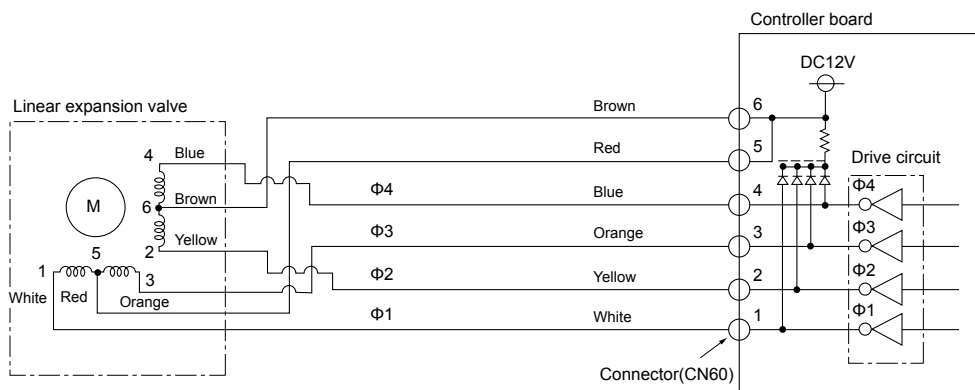 Controller board
DC12V
Linear expansion valve
Brown 6
4 Blue
Red 5
Drive circuit
M
6 Brown
Φ4 Blue 4 Φ4
2 Yellow
Φ3 Orange 3 Φ3
5
1 3
White Red Orange
Φ2 Yellow 2 Φ2
Φ1 White 1 Φ1
Connector(CN60)